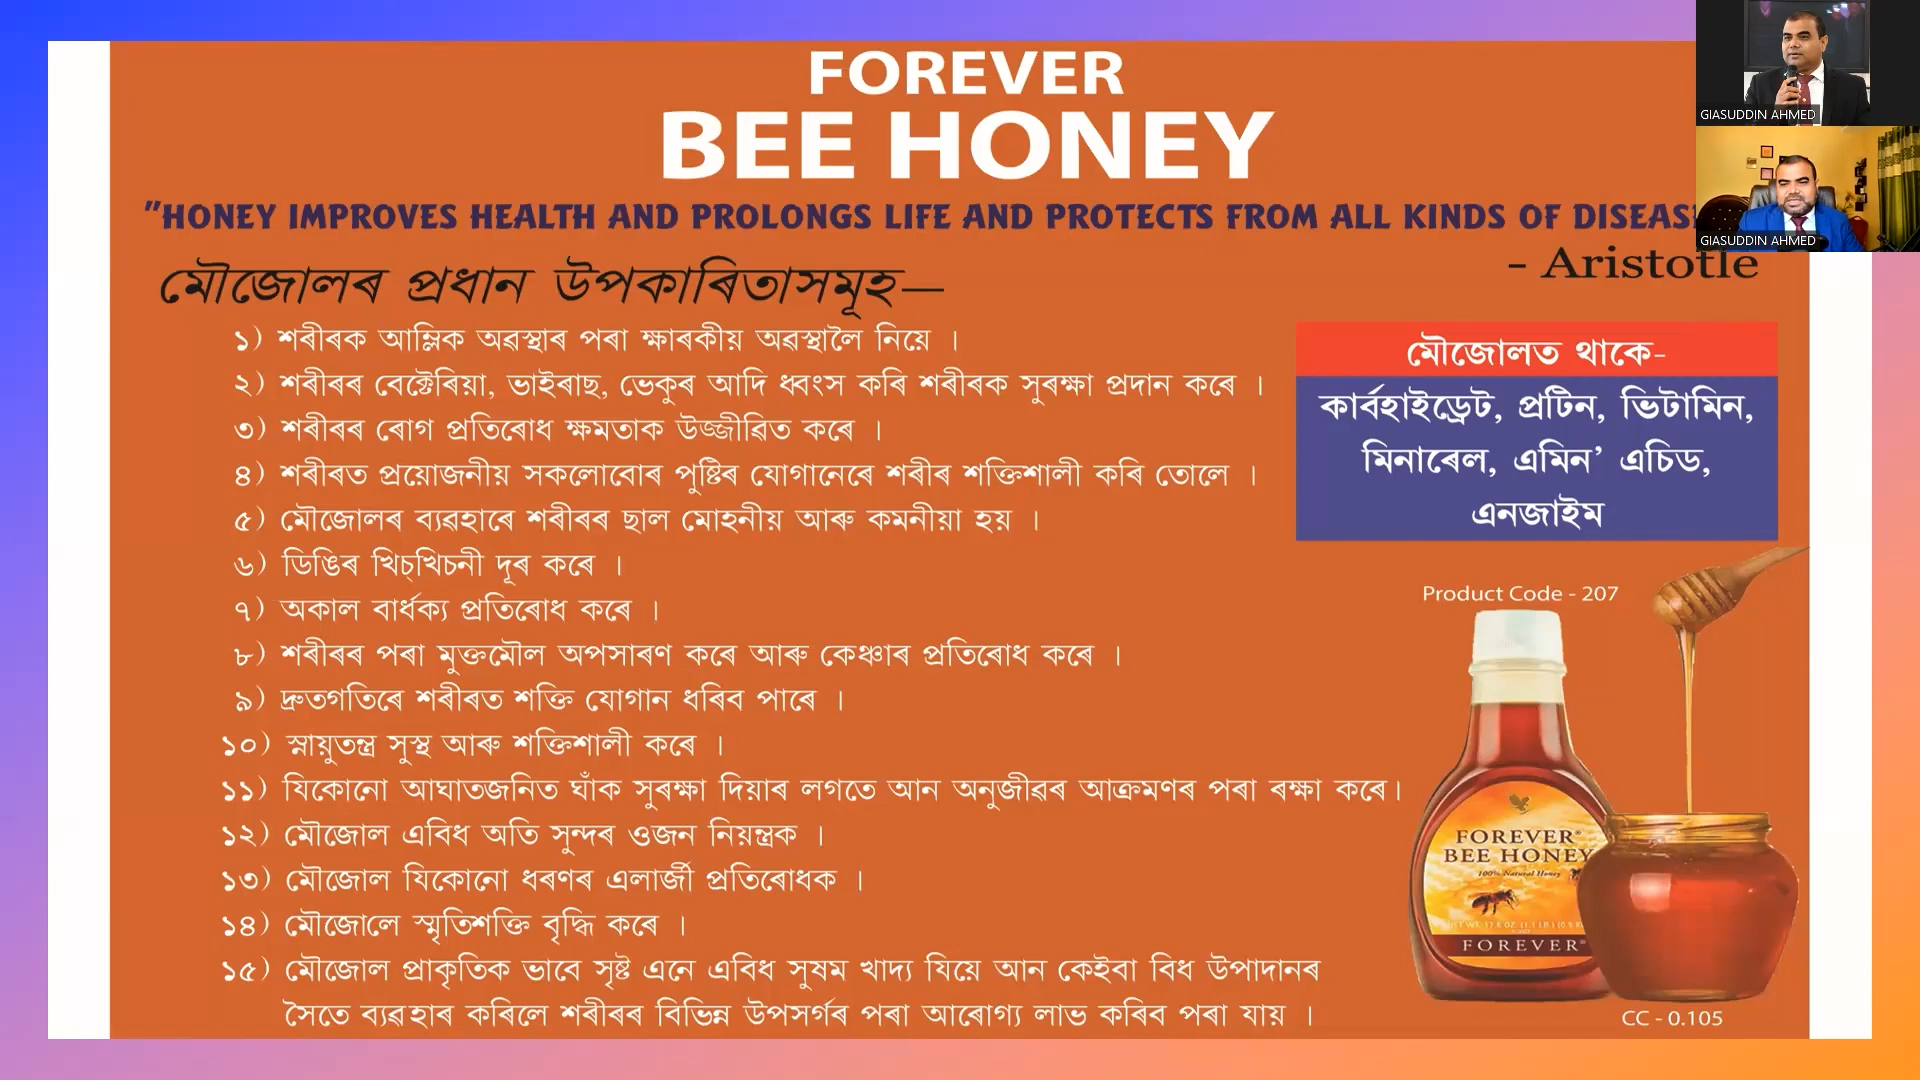 FOREVER
BEE HONEY
"HONEY IMPROVES HEALTH AND PROLONGS LIFE AND PROTECTS FROM ALL KINDS OF
- Aristotle
মৌজোলৰ প্ৰধান উপকাৰিতাসমূহ—
১) শৰীৰক আম্লিক অৱস্থাৰ পৰা ক্ষাৰকীয় অৱস্থালৈ নিয়ে ।
২) শৰীৰৰ বেক্টেৰিয়া, ভাইৰাছ, ভেকুৰ আদি ধ্বংস কৰি শৰীৰক সুৰক্ষা প্ৰদান কৰে ।
৩) শৰীৰৰ ৰোগ প্ৰতিৰোধ ক্ষমতাক উজ্জীৱিত কৰে ।
৪) শৰীৰত প্ৰয়োজনীয় সকলোবোৰ পুষ্টিৰ যোগানেৰে শৰীৰ শক্তিশালী কৰি তোলে ।
৫) মৌজোলৰ ব্যৱহাৰে শৰীৰৰ ছাল মোহনীয় আৰু কমনীয়া হয় ।
৬) ডিঙিৰ খিচ্‌খিচনী দূৰ কৰে ।
৭) অকাল বাৰ্ধক্য প্ৰতিৰোধ কৰে ।
৮) শৰীৰৰ পৰা মুক্তমৌল অপসাৰণ কৰে আৰু কেঞ্চাৰ প্ৰতিৰোধ কৰে ।
৯) দ্ৰুতগতিৰে শৰীৰত শক্তি যোগান ধৰিব পাৰে ।
১০) স্নায়ুতন্ত্ৰ সুস্থ আৰু শক্তিশালী কৰে ।
১১) যিকোনো আঘাতজনিত ঘাঁক সুৰক্ষা দিয়াৰ লগতে আন অনুজীৱৰ আক্ৰমণৰ পৰা ৰক্ষা কৰে।
১২) মৌজোল এবিধ অতি সুন্দৰ ওজন নিয়ন্ত্ৰক ।
১৩) মৌজোল যিকোনো ধৰণৰ এলাৰ্জী প্ৰতিৰোধক ।
১৪) মৌজোলে স্মৃতিশক্তি বৃদ্ধি কৰে ।
১৫) মৌজোল প্ৰাকৃতিক ভাবে সৃষ্ট এনে এবিধ সুষম খাদ্য যিয়ে আন কেইবা বিধ উপাদানৰ
সৈতে ব্যৱহাৰ কৰিলে শৰীৰৰ বিভিন্ন উপসৰ্গৰ পৰা আৰোগ্য লাভ কৰিব পৰা যায় ।
মৌজোলত থাকে-
কাৰ্বহাইড্ৰেট, প্ৰটিন, ভিটামিন,
মিনাৰেল, এমিন’ এচিড,
এনজাইম
Product Code - 207
FOREVER®
BEE HONEY
100% Natural Honey
FOREVER®
CC - 0.105
GIASUDDIN AHMED
GIASUDDIN AHMED